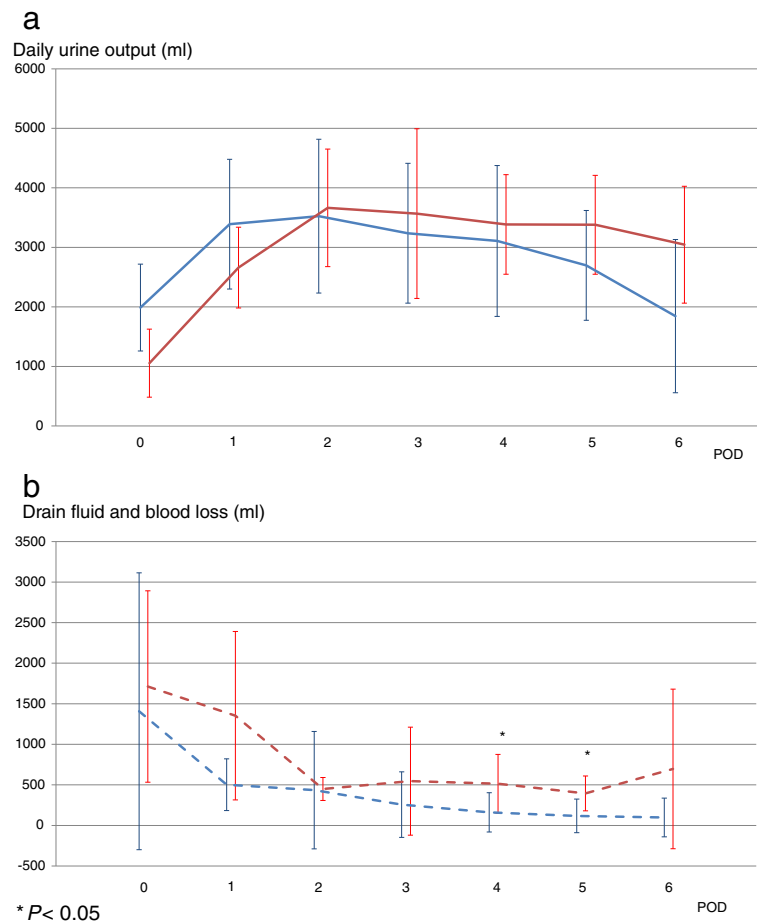 a
Daily urine output (ml)
6000
5000
4000
3000
2000
1000
0
0 1 2 3 4 5 6
POD
b
Drain fluid and blood loss (ml)
3500
3000
2500
2000
1500
1000
500
0
-500
* *
0 1 2 3 4 5 6
POD
* P< 0.05